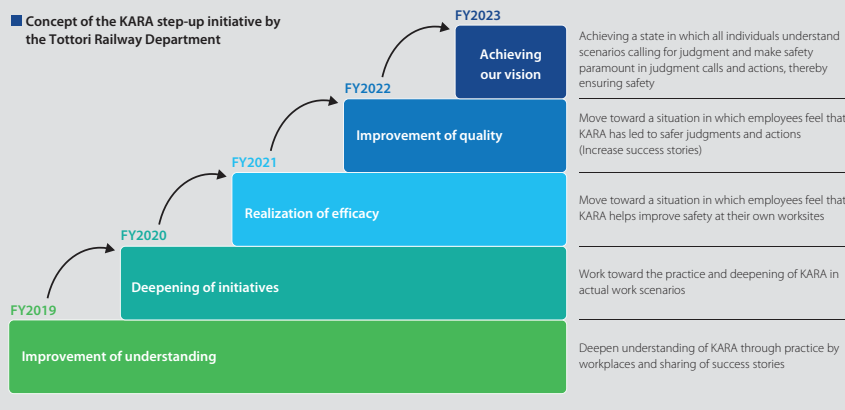 Concept of the KARA step-up initiative by
the Tottori Railway Department
FY2023
Achieving
our vision
Achieving a state in which all individuals understand
scenarios calling for judgment and make safety
paramount in judgment calls and actions, thereby
ensuring safety
FY2022
Improvement of quality
Move toward a situation in which employees feel that
KARA has led to safer judgments and actions
(Increase success stories)
FY2021
Realization of efficacy
Move toward a situation in which employees feel that
KARA helps improve safety at their own worksites
FY2020
Deepening of initiatives
Work toward the practice and deepening of KARA in
actual work scenarios
FY2019
Improvement of understanding
Deepen understanding of KARA through practice by
workplaces and sharing of success stories